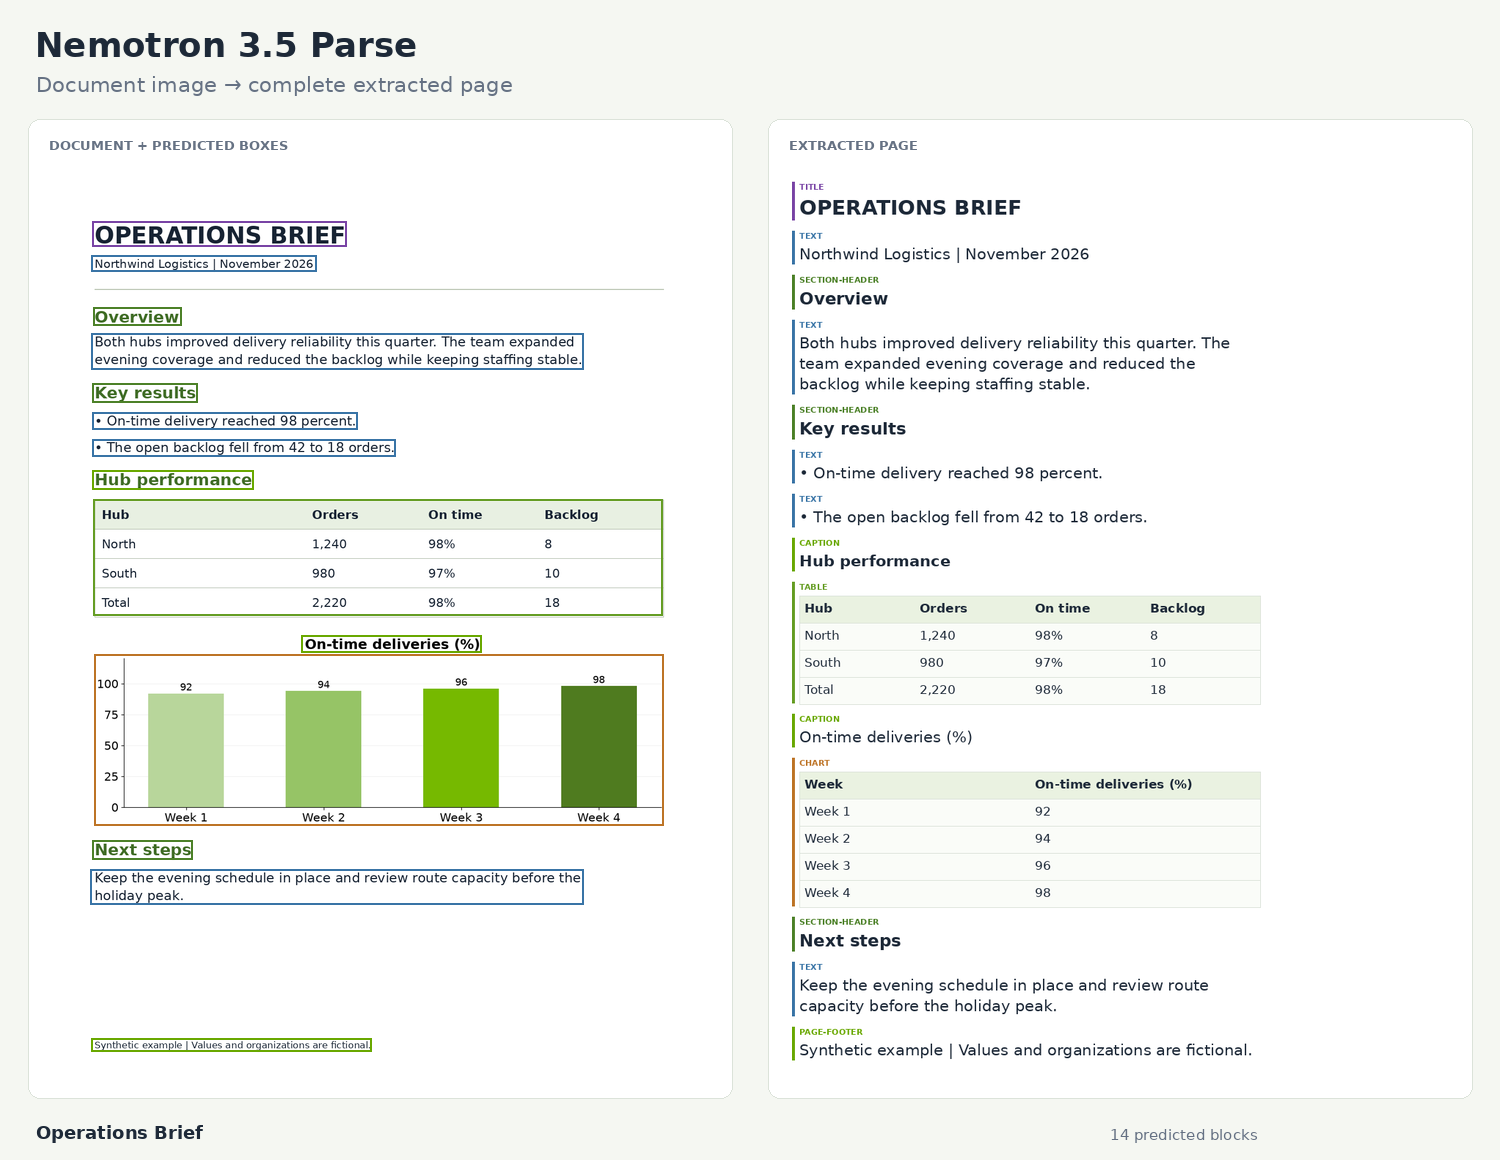 Nemotron 3.5 Parse
Document image → complete extracted page
DOCUMENT + PREDICTED BOXES
OPERATIONS BRIEF
Northwind Logistics | November 2026
Overview
Both hubs improved delivery reliability this quarter. The team expanded
evening coverage and reduced the backlog while keeping staffing stable.
Key results
• On-time delivery reached 98 percent.
• The open backlog fell from 42 to 18 orders.
Hub performance
Hub Orders On time Backlog
North 1,240 98% 8
South 980 97% 10
Total 2,220 98% 18
On-time deliveries (%)
100
75
50
25
0
92 94 96 98
Week 1 Week 2 Week 3 Week 4
Next steps
Keep the evening schedule in place and review route capacity before the
holiday peak.
Synthetic example | Values and organizations are fictional.
EXTRACTED PAGE
TITLE
OPERATIONS BRIEF
TEXT
Northwind Logistics | November 2026
SECTION-HEADER
Overview
TEXT
Both hubs improved delivery reliability this quarter. The
team expanded evening coverage and reduced the
backlog while keeping staffing stable.
SECTION-HEADER
Key results
TEXT
• On-time delivery reached 98 percent.
TEXT
• The open backlog fell from 42 to 18 orders.
CAPTION
Hub performance
TABLE
Hub Orders On time Backlog
North 1,240 98% 8
South 980 97% 10
Total 2,220 98% 18
CAPTION
On-time deliveries (%)
CHART
Week On-time deliveries (%)
Week 1 92
Week 2 94
Week 3 96
Week 4 98
SECTION-HEADER
Next steps
TEXT
Keep the evening schedule in place and review route
capacity before the holiday peak.
PAGE-FOOTER
Synthetic example | Values and organizations are fictional.
Operations Brief
14 predicted blocks